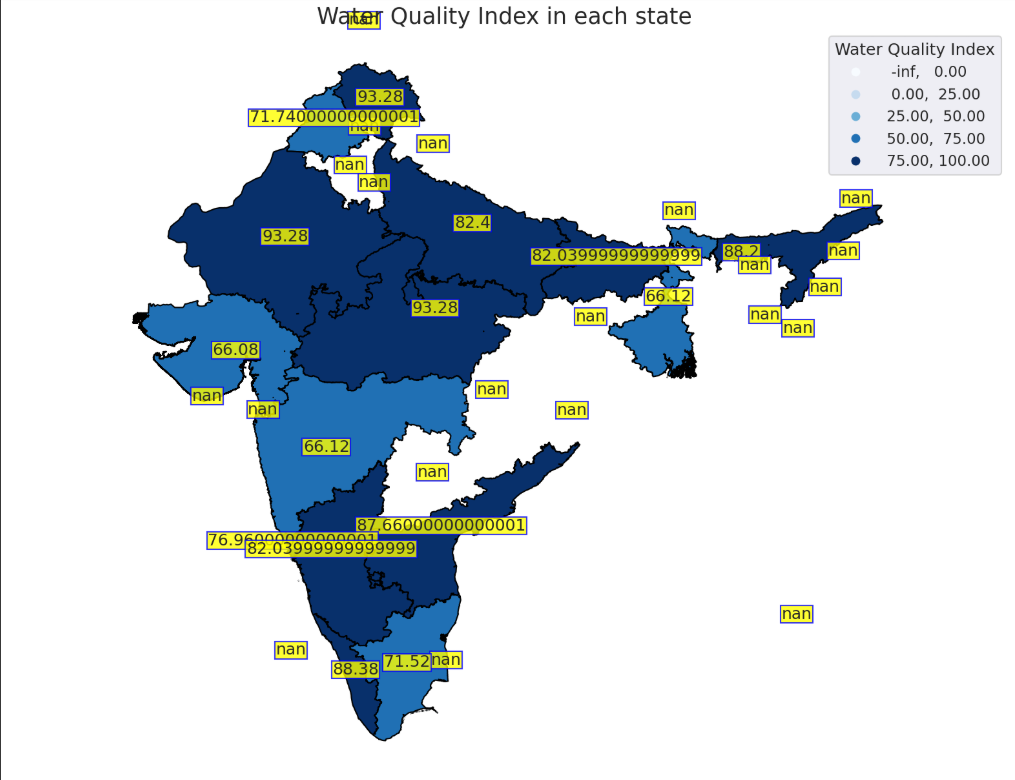 Water Quality Index in each state
nan
Water Quality Index
-inf, 0.00
0.00, 25.00
25.00, 50.00
50.00, 75.00
75.00, 100.00
93.28
71.74000000000001
nan
nan
nan
nan
nan
nan
82.4
93.28
82.03999999999999
88.2
nan
nan
nan
66.12
93.28
nan
nan
nan
66.08
nan
nan
nan
nan
66.12
nan
87.66000000000001
76.96000000000001
82.03999999999999
nan
nan
88.38
71.52
nan